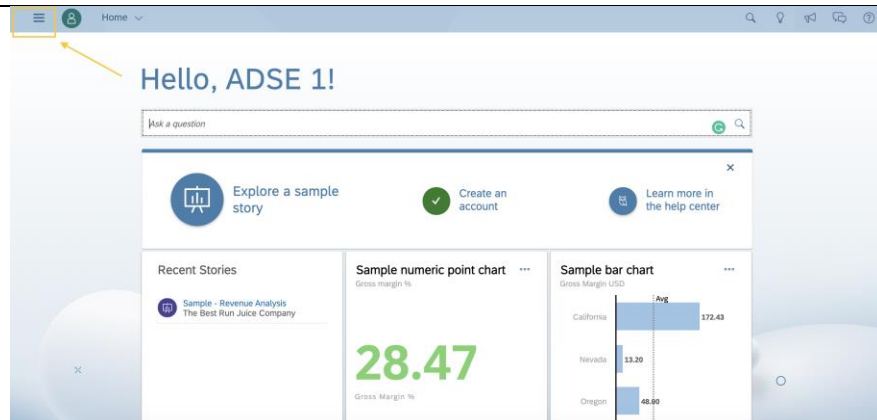 Home
Hello, ADSE 1!
Ask a question
Explore a sample
story
Create an
account
Learn more in
the help center
Recent Stories
Sample - Revenue Analysis
The Best Run Juice Company
Sample numeric point chart
Gross margin %
28.47
Gross Margin %
Sample bar chart
Gross Margin USD
Avg
California 172.43
Nevada 13.20
Oregon 48.90